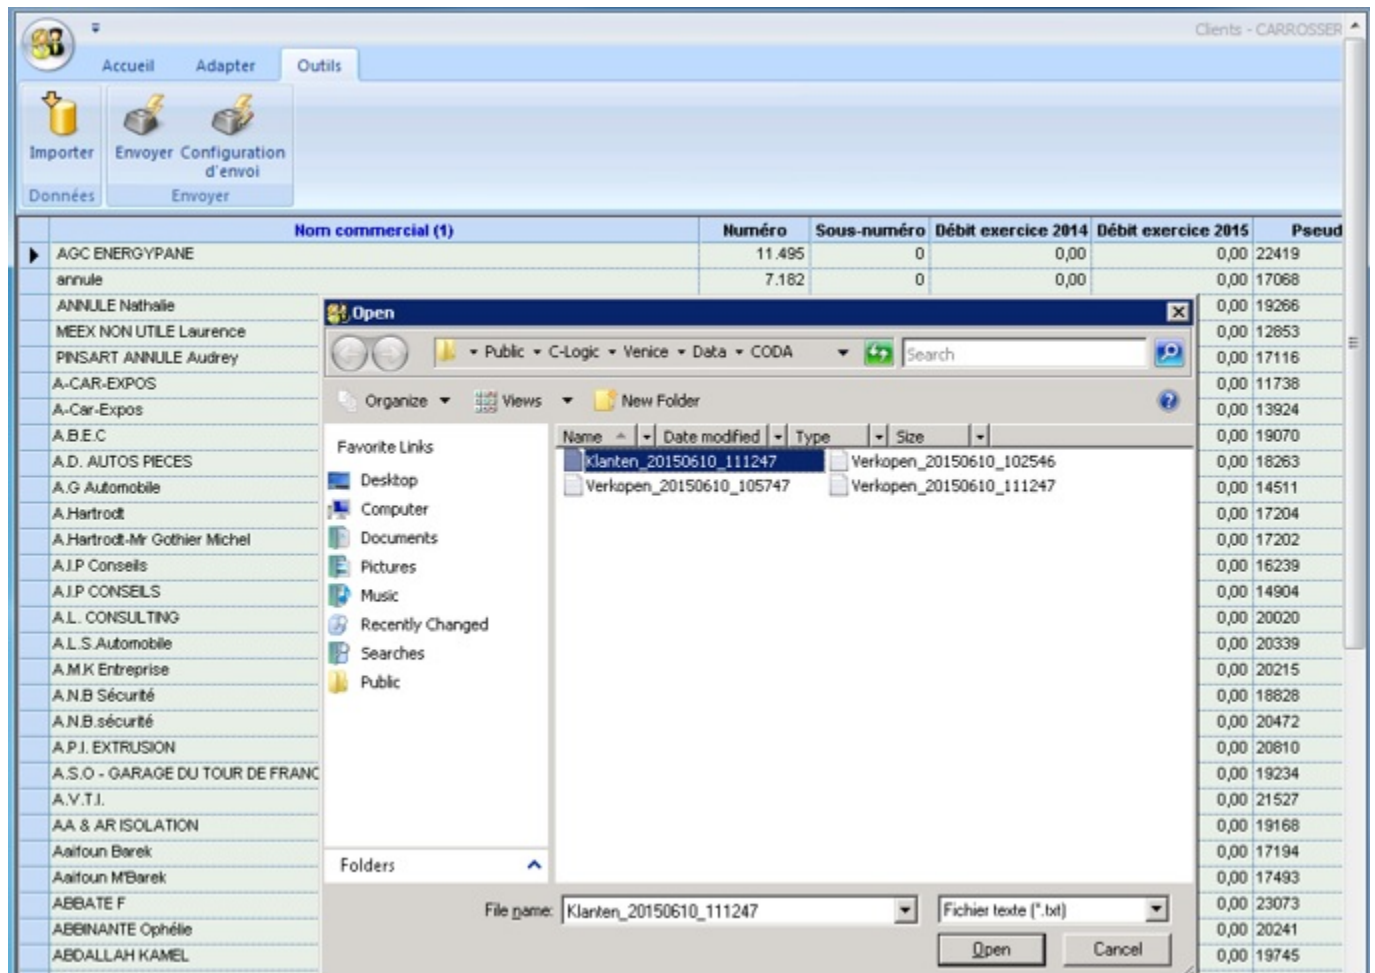 Clients - CARROSSER
Accueil Adapter Outils
Importer Envoyer Configuration d'envoi
Données Envoyer
Nom commercial (1) Numéro Sous-numéro Débit exercice 2014 Débit exercice 2015 Pseud
AGC ENERGYPANE 11.495 0 0,00 0,00 22419
annule 7.182 0 0,00 0,00 17068
ANNULE Nathalie 0,00 19266
MEEX NON UTILE Laurence 0,00 12853
PINSART ANNULE Audrey 0,00 17116
A-CAR-EXPOS 0,00 11738
A-Car-Expos 0,00 13924
A.B.E.C 0,00 19070
A.D. AUTOS PIECES 0,00 18263
A.G Automobile 0,00 14511
A.Hartrodt 0,00 17204
A.Hartrodt-Mr Gothier Michel 0,00 17202
A.I.P Conseils 0,00 16239
A.I.P CONSEILS 0,00 14904
A.L. CONSULTING 0,00 20020
A.L.S.Automobile 0,00 20339
A.M.K Entreprise 0,00 20215
A.N.B Sécurité 0,00 18828
A.N.B.sécurité 0,00 20472
A.P.I. EXTRUSION 0,00 20810
A.S.O - GARAGE DU TOUR DE FRANC 0,00 19234
A.V.T.I. 0,00 21527
AA & AR ISOLATION 0,00 19168
Aaifoun Barek 0,00 17194
Aaifoun M'Barek 0,00 17493
ABBATE F 0,00 23073
ABBINANTE Ophélie 0,00 20241
ABDALLAH KAMEL 0,00 19745
Open
Public C-Logic Venice Data CODA Search
Organize Views New Folder
Favorite Links
Desktop
Computer
Documents
Pictures
Music
Recently Changed
Searches
Public
Folders
Name Date modified Type Size
Klanten_20150610_111247 Verkopen_20150610_102546
Verkopen_20150610_105747 Verkopen_20150610_111247
File name: Klanten_20150610_111247 Fichier texte (*.txt)
Open Cancel